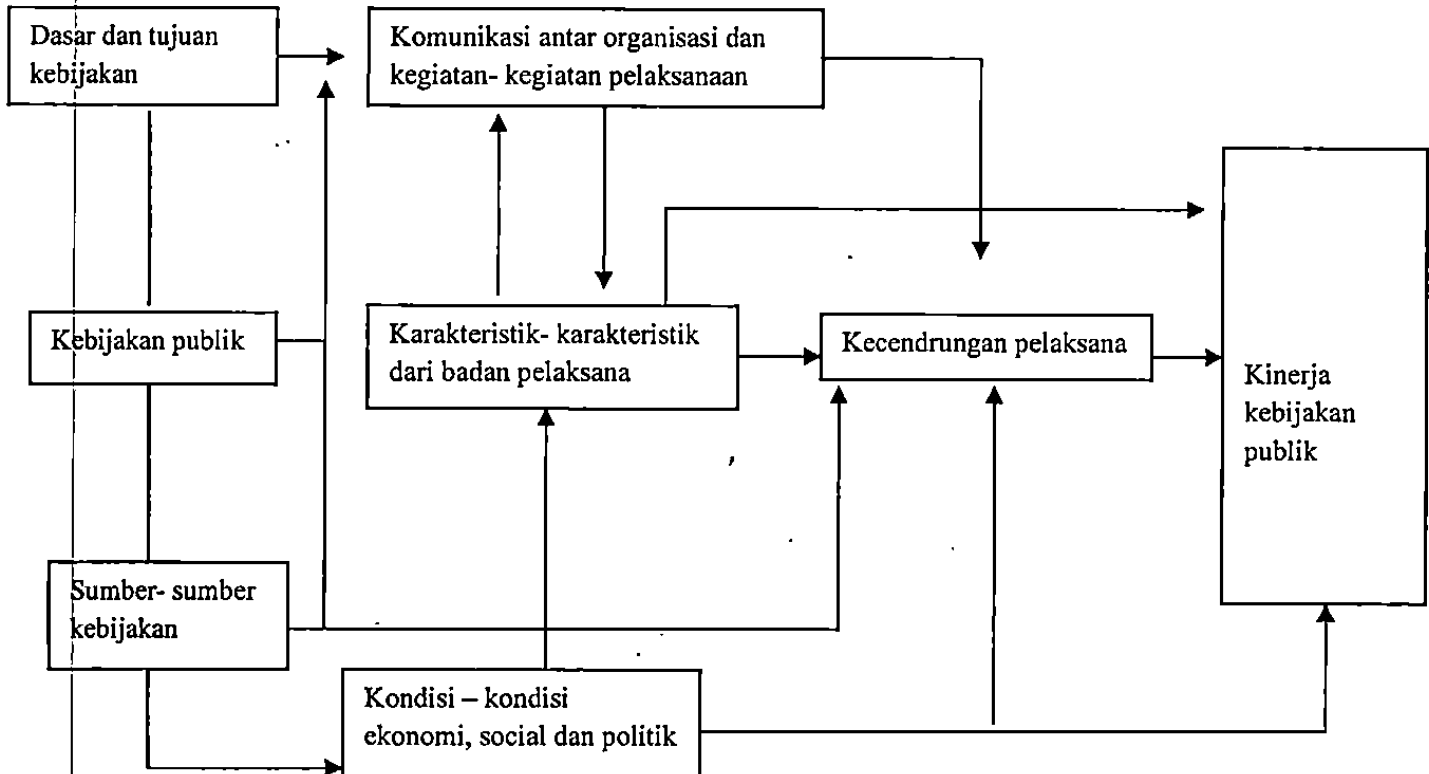 Dasar dan tujuan
kebijakan
Komunikasi antar organisasi dan
kegiatan- kegiatan pelaksanaan
Kebijakan publik
Karakteristik- karakteristik
dari badan pelaksana
Kecendrungan pelaksana
Kinerja
kebijakan
publik
Sumber- sumber
kebijakan
Kondisi – kondisi
ekonomi, social dan politik